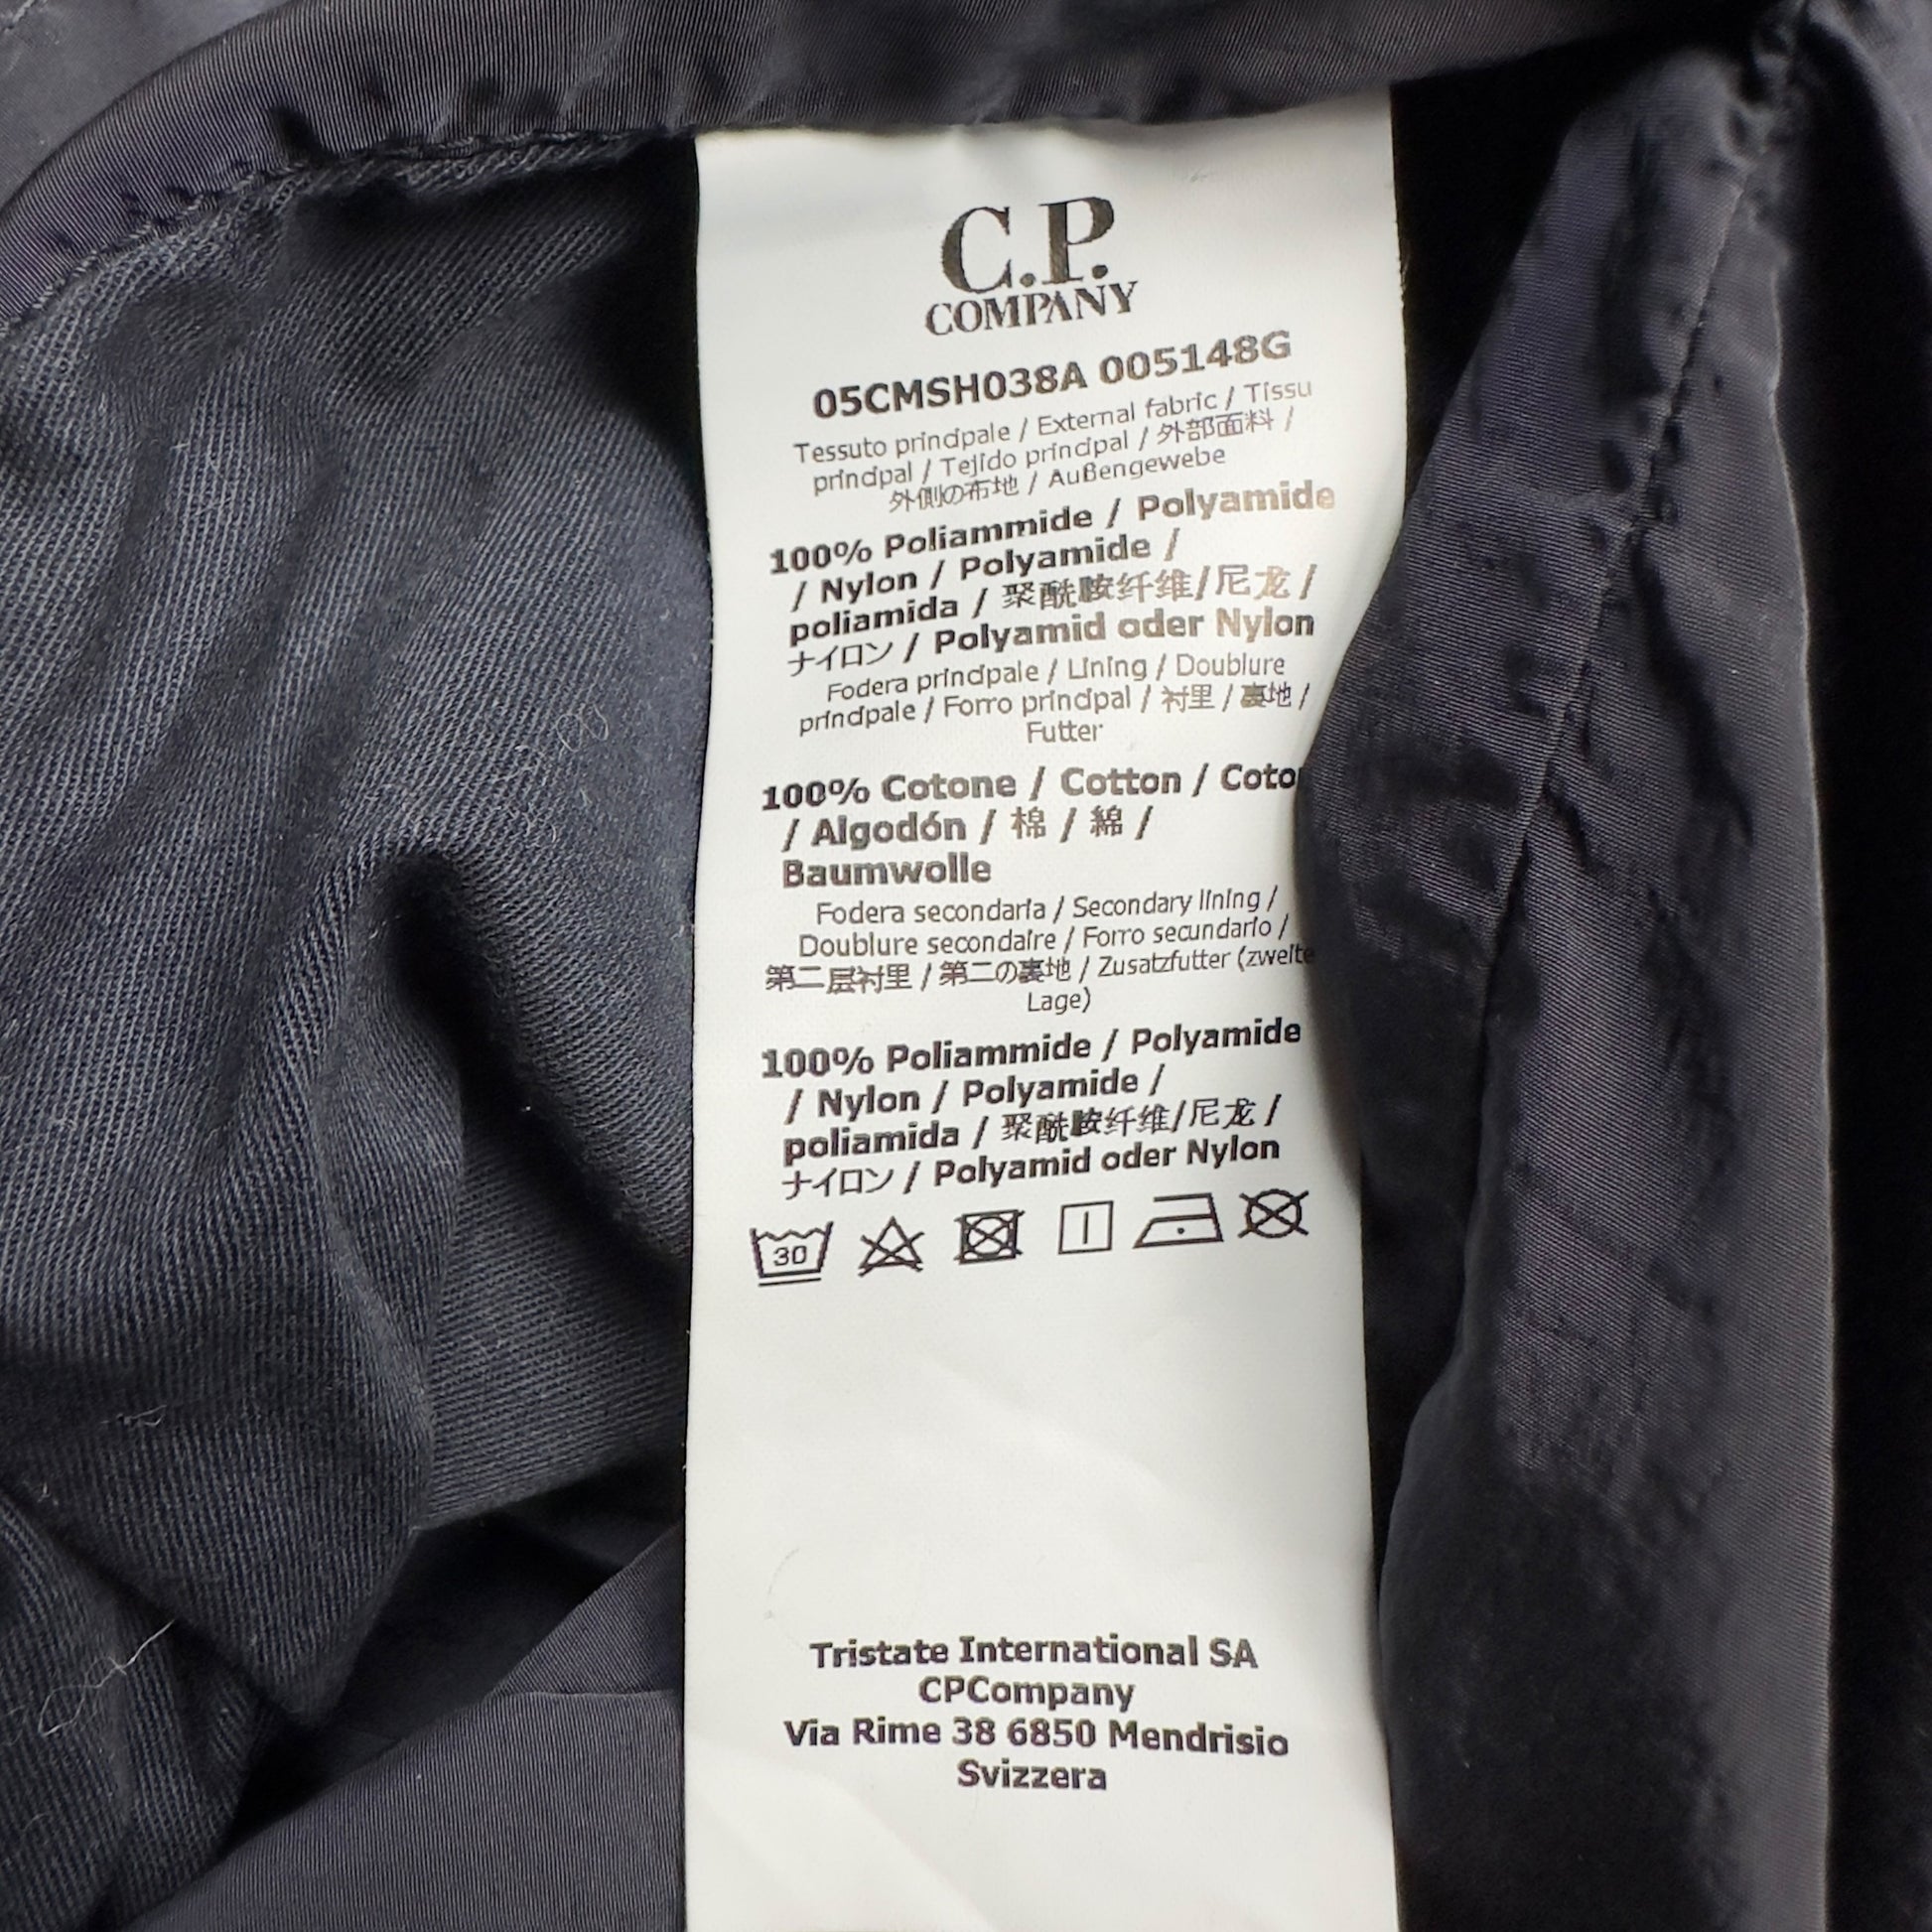 C.P.
COMPANY
05CMSH038A 005148G
Tessuto principale / External fabric / Tissu
principal / Tejido principal / 外部面料 /
外側の布地 / Außengewebe
100% Poliammide / Polyamide
/ Nylon / Polyamide /
poliamida / 聚酰胺纤维/尼龙 /
ナイロン / Polyamid oder Nylon
Fodera principale / Lining / Doublure
principale / Forro principal / 衬里 / 裏地 /
Futter
100% Cotone / Cotton / Coto
/ Algodón / 棉 / 綿 /
Baumwolle
Fodera secondaria / Secondary lining /
Doublure secondaire / Forro secundario /
第二层衬里 / 第二の裏地 / Zusatzfutter (zweite
Lage)
100% Poliammide / Polyamide
/ Nylon / Polyamide /
poliamida / 聚酰胺纤维/尼龙 /
ナイロン / Polyamid oder Nylon
30
Tristate International SA
CPCompany
Via Rime 38 6850 Mendrisio
Svizzera